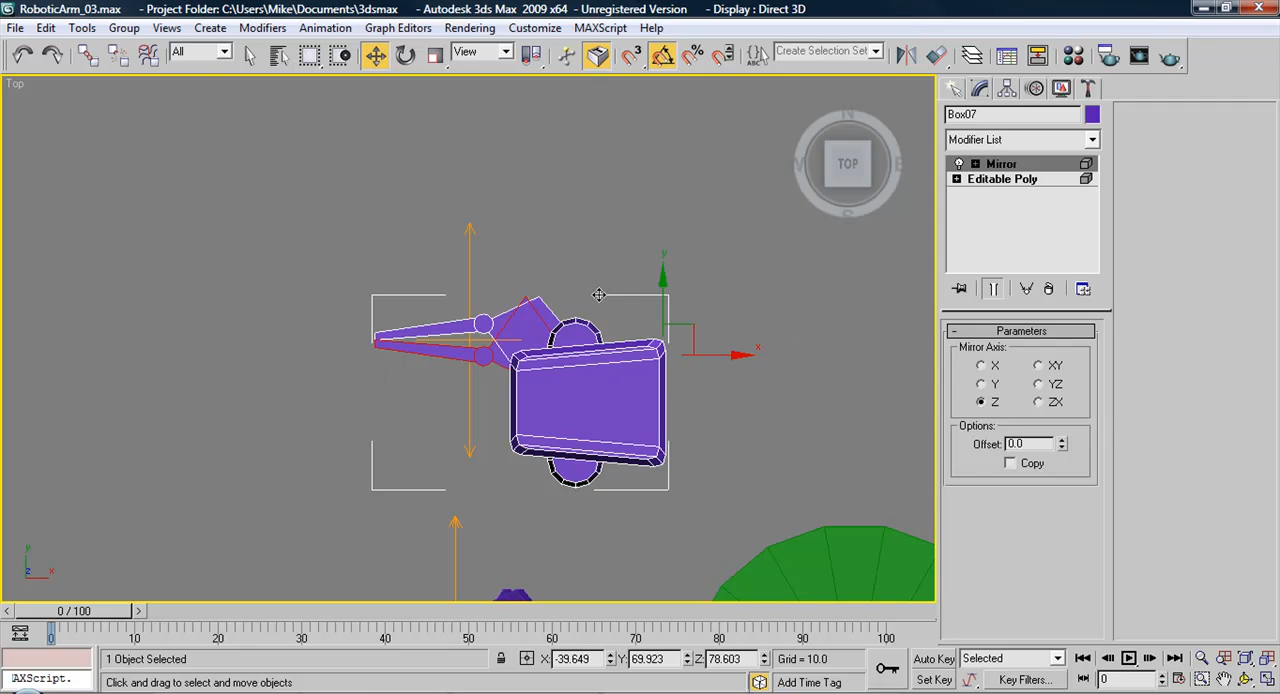 RoboticArm_03.max - Project Folder: C:\Users\Mike\Documents\3dsmax - Autodesk 3ds Max 2009 x64 - Unregistered Version - Display : Direct 3D
File Edit Tools Group Views Create Modifiers Animation Graph Editors Rendering Customize MAXScript Help
All View 3 % ABC Create Selection Set
Top
N
TOP
S
y
x
y
z x
Box07
Modifier List
Mirror
Editable Poly
- Parameters
Mirror Axis:
X XY
Y YZ
Z ZX
Options:
Offset: 0.0
Copy
< 0 / 100 >
0 10 20 30 40 50 60 70 80 90 100
1 Object Selected X: -39.649 Y: 69.923 Z: 78.603 Grid = 10.0 Auto Key Selected
AXScript. Click and drag to select and move objects Add Time Tag Set Key Key Filters... 0